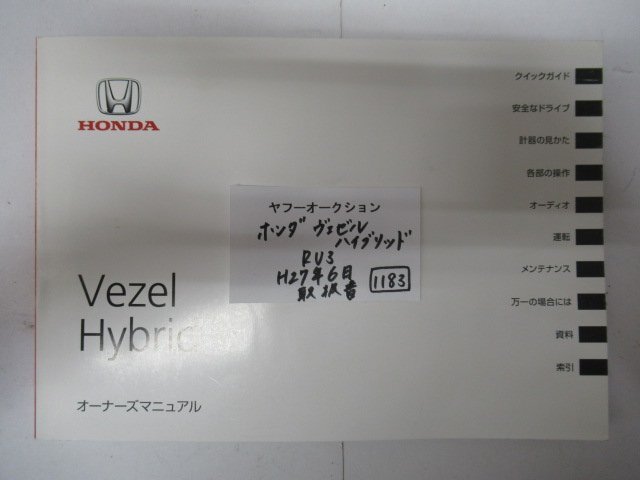 HONDA
クイックガイド
安全なドライブ
計器の見かた
各部の操作
オーディオ
運転
メンテナンス
万一の場合には
資料
索引
ヤフーオークション
ホンダ ヴェゼル
ハイブリッド
RU3
H27年6月
取扱書 1183
Vezel
Hybrid
オーナーズマニュアル